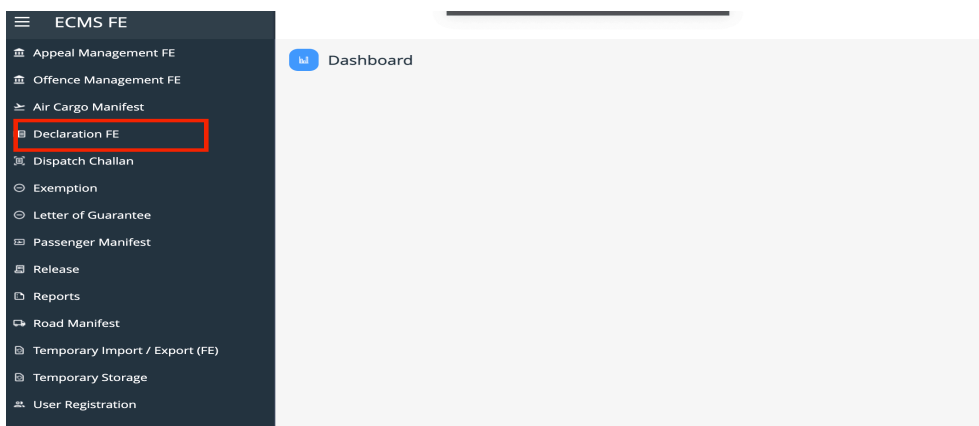 ECMS FE
Appeal Management FE
Dashboard
Offence Management FE
Air Cargo Manifest
Declaration FE
Dispatch Challan
Exemption
Letter of Guarantee
Passenger Manifest
Release
Reports
Road Manifest
Temporary Import / Export (FE)
Temporary Storage
User Registration